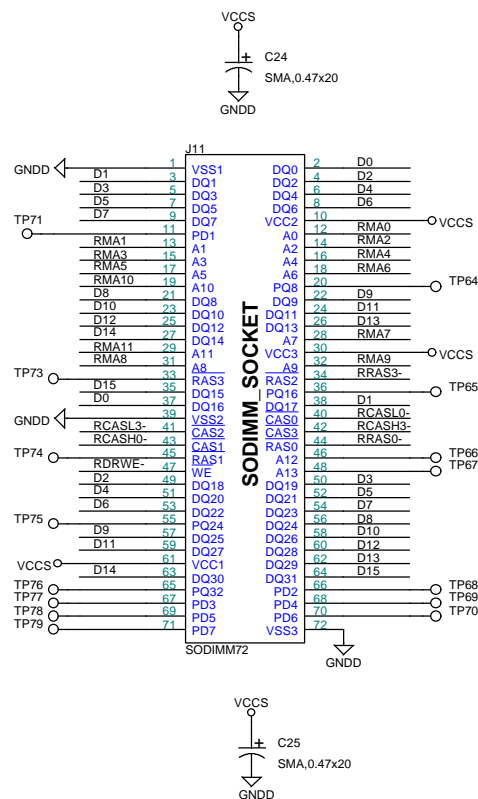 VCCS
+ C24
SMA,0.47x20
GNDD
J11
GNDD 1 VSS1 DQ0 2 D0
D1 3 DQ1 DQ2 4 D2
D3 5 DQ3 DQ4 6 D4
D5 7 DQ5 DQ6 8 D6
D7 9 DQ7 VCC2 10 VCCS
TP71 11 PD1 A0 12 RMA0
RMA1 13 A1 A2 14 RMA2
RMA3 15 A3 A4 16 RMA4
RMA5 17 A5 A6 18 RMA6
RMA10 19 A10 PQ8 20 TP64
D8 21 DQ8 DQ9 22 D9
D10 23 DQ10 DQ11 24 D11
D12 25 DQ12 DQ13 26 D13
D14 27 DQ14 A7 28 RMA7
RMA11 29 A11 VCC3 30 VCCS
RMA8 31 A8 A9 32 RMA9
TP73 33 RAS3 RAS2 34 RRAS3-
D15 35 DQ15 PQ16 36 TP65
D0 37 DQ16 DQ17 38 D1
GNDD 39 VSS2 CAS0 40 RCASL0-
RCASL3- 41 CAS2 CAS3 42 RCASH3-
RCASH0- 43 CAS1 RAS0 44 RRAS0-
TP74 45 RAS1 A12 46 TP66
RDRWE- 47 WE A13 48 TP67
D2 49 DQ18 DQ19 50 D3
D4 51 DQ20 DQ21 52 D5
D6 53 DQ22 DQ23 54 D7
TP75 55 PQ24 DQ24 56 D8
D9 57 DQ25 DQ26 58 D10
D11 59 DQ27 DQ28 60 D12
VCCS 61 VCC1 DQ29 62 D13
D14 63 DQ30 DQ31 64 D15
TP76 65 PQ32 PD2 66 TP68
TP77 67 PD3 PD4 68 TP69
TP78 69 PD5 PD6 70 TP70
TP79 71 PD7 VSS3 72
SODIMM_SOCKET
SODIMM72
GNDD
VCCS
+ C25
SMA,0.47x20
GNDD